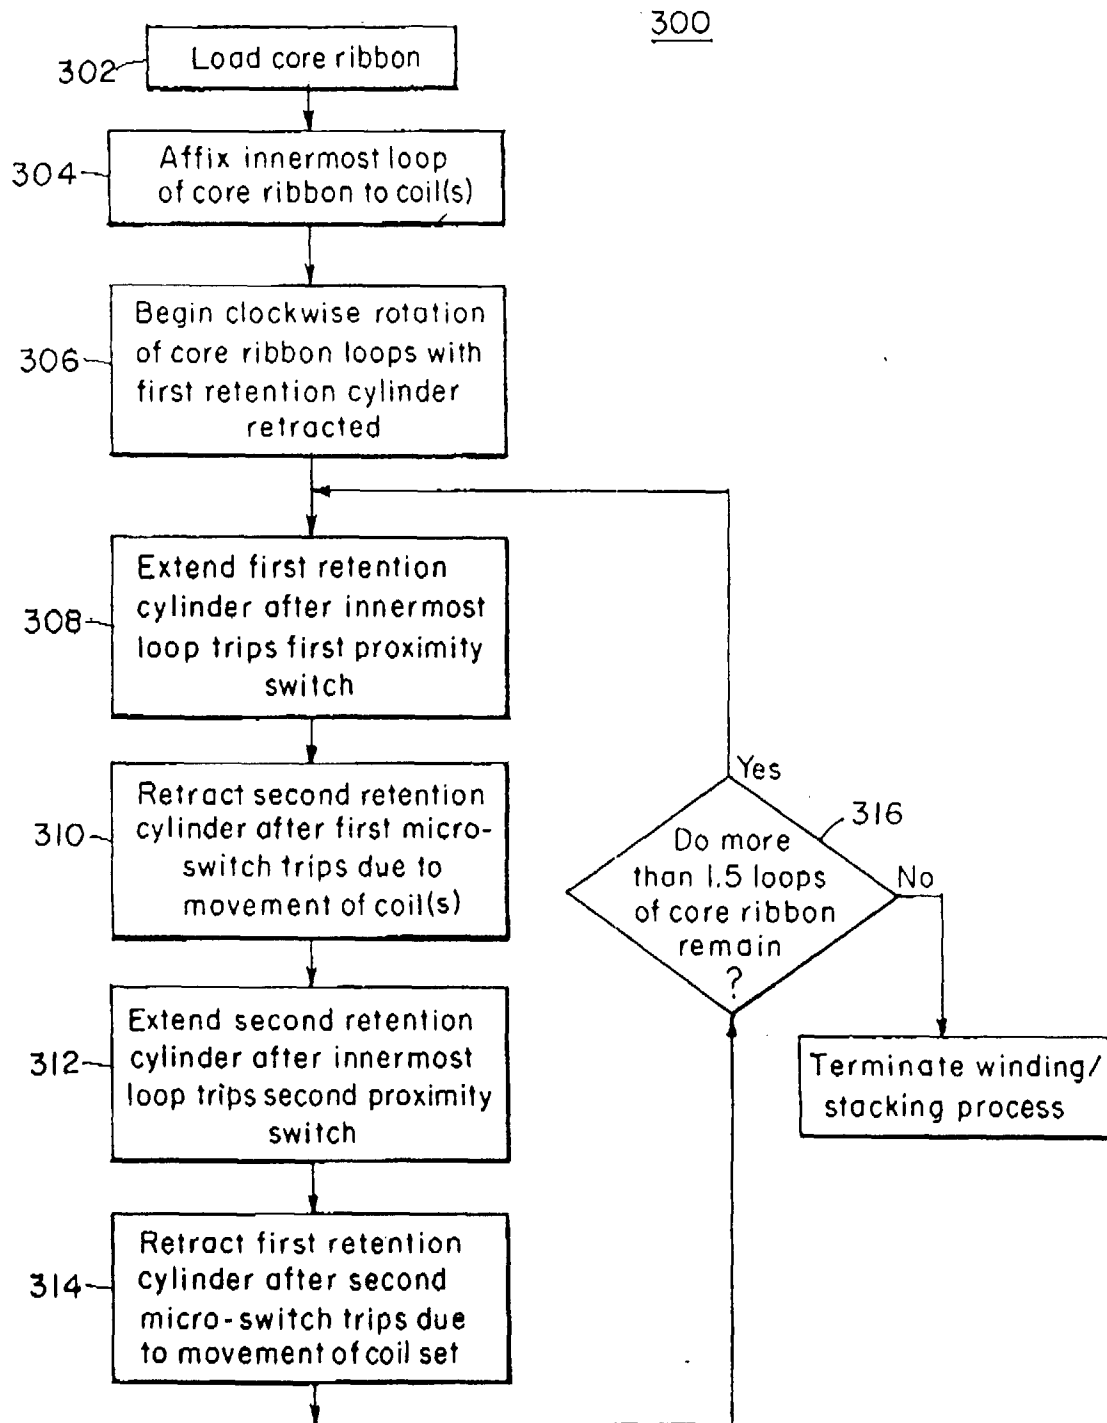 300
302
Load core ribbon
304
Affix innermost loop
of core ribbon to coil(s)
306
Begin clockwise rotation
of core ribbon loops with
first retention cylinder
retracted
308
Extend first retention
cylinder after innermost
loop trips first proximity
switch
310
Retract second retention
cylinder after first micro-
switch trips due to
movement of coil(s)
312
Extend second retention
cylinder after innermost
loop trips second proximity
switch
314
Retract first retention
cylinder after second
micro-switch trips due
to movement of coil set
Yes
316
Do more
than 1.5 loops
of core ribbon
remain
?
No
Terminate winding/
stacking process